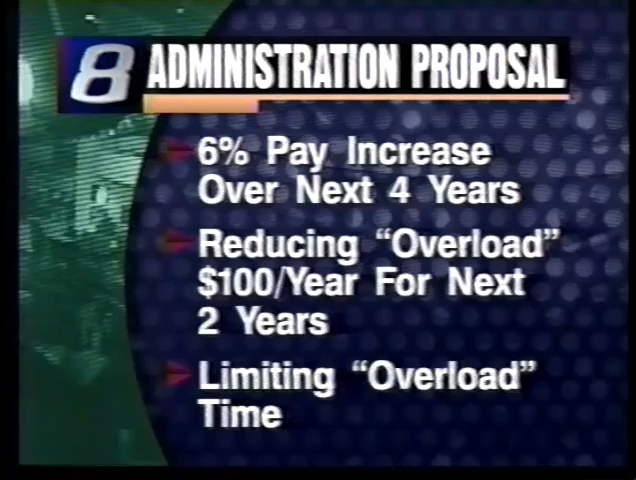 8 ADMINISTRATION PROPOSAL
6% Pay Increase
Over Next 4 Years
Reducing “Overload”
$100/Year For Next
2 Years
Limiting “Overload”
Time